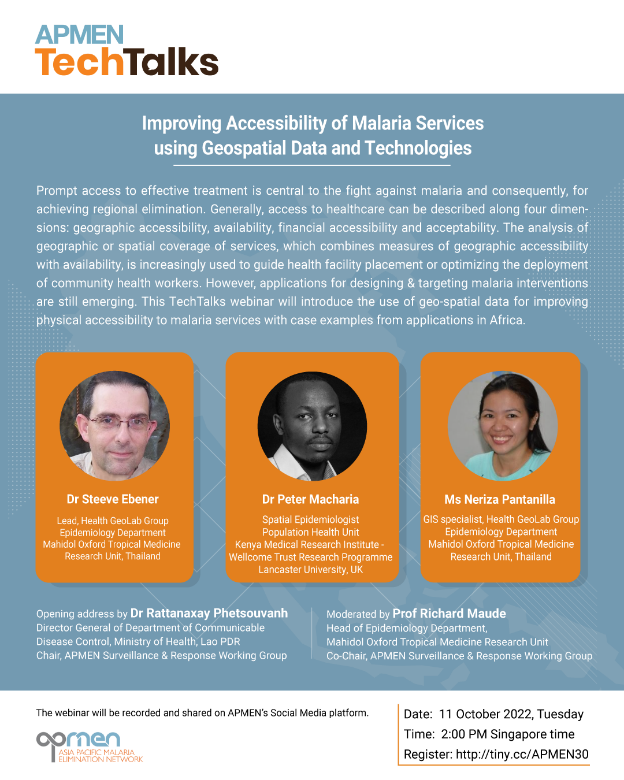 APMEN
TechTalks
Improving Accessibility of Malaria Services
using Geospatial Data and Technologies
Prompt access to effective treatment is central to the fight against malaria and consequently, for
achieving regional elimination. Generally, access to healthcare can be described along four dimen-
sions: geographic accessibility, availability, financial accessibility and acceptability. The analysis of
geographic or spatial coverage of services, which combines measures of geographic accessibility
with availability, is increasingly used to guide health facility placement or optimizing the deployment
of community health workers. However, applications for designing & targeting malaria interventions
are still emerging. This TechTalks webinar will introduce the use of geo-spatial data for improving
physical accessibility to malaria services with case examples from applications in Africa.
Dr Steeve Ebener
Lead, Health GeoLab Group
Epidemiology Department
Mahidol Oxford Tropical Medicine
Research Unit, Thailand
Dr Peter Macharia
Spatial Epidemiologist
Population Health Unit
Kenya Medical Research Institute -
Wellcome Trust Research Programme
Lancaster University, UK
Ms Neriza Pantanilla
GIS specialist, Health GeoLab Group
Epidemiology Department
Mahidol Oxford Tropical Medicine
Research Unit, Thailand
Opening address by Dr Rattanaxay Phetsouvanh
Director General of Department of Communicable
Disease Control, Ministry of Health, Lao PDR
Chair, APMEN Surveillance & Response Working Group
Moderated by Prof Richard Maude
Head of Epidemiology Department,
Mahidol Oxford Tropical Medicine Research Unit
Co-Chair, APMEN Surveillance & Response Working Group
The webinar will be recorded and shared on APMEN's Social Media platform.
apmen
ASIA PACIFIC MALARIA
ELIMINATION NETWORK
Date: 11 October 2022, Tuesday
Time: 2:00 PM Singapore time
Register: http://tiny.cc/APMEN30